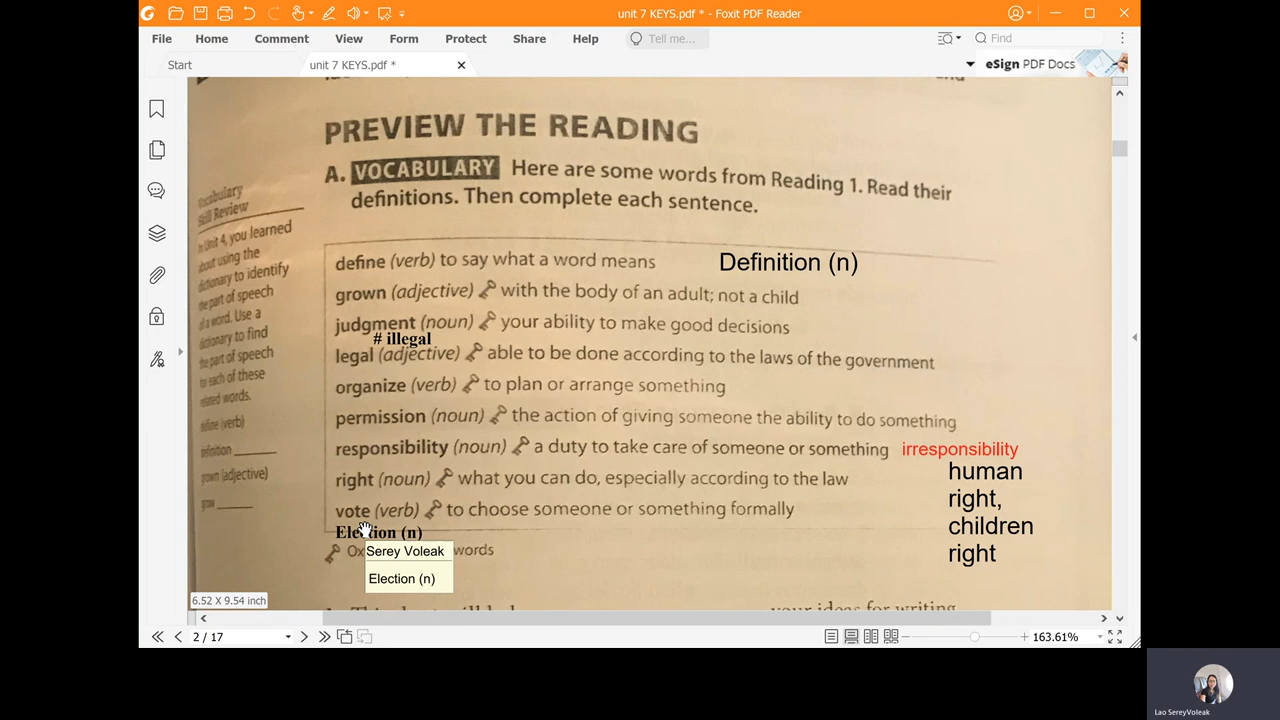 unit 7 KEYS.pdf * - Foxit PDF Reader
File Home Comment View Form Protect Share Help Tell me... Find
Start unit 7 KEYS.pdf * eSign PDF Docs
and
PREVIEW THE READING
A. VOCABULARY Here are some words from Reading 1. Read their
definitions. Then complete each sentence.
Vocabulary
Skill Review
In Unit 4, you learned
about using the
dictionary to identify
the part of speech
of a word. Use a
dictionary to find
the part of speech
for each of these
related words.
define (verb)
definition
grown (adjective)
grow
define (verb) to say what a word means Definition (n)
grown (adjective) with the body of an adult; not a child
judgment (noun) your ability to make good decisions
# illegal
legal (adjective) able to be done according to the laws of the government
organize (verb) to plan or arrange something
permission (noun) the action of giving someone the ability to do something
responsibility (noun) a duty to take care of someone or something irresponsibility
right (noun) what you can do, especially according to the law
human
right,
children
right
vote (verb) to choose someone or something formally
Election (n)
words
Serey Voleak
Election (n)
your ideas for writing
6.52 X 9.54 inch
2 / 17 163.61%
Lao SereyVoleak